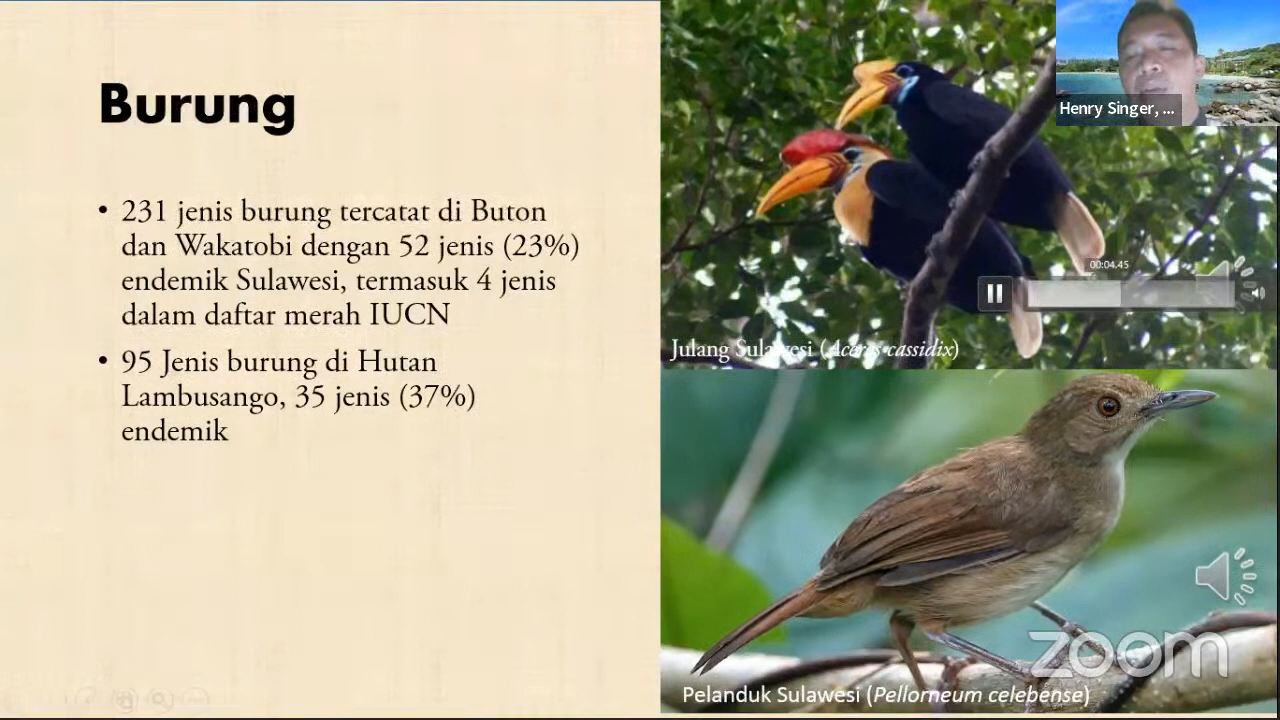 Burung
• 231 jenis burung tercatat di Buton
dan Wakatobi dengan 52 jenis (23%)
endemik Sulawesi, termasuk 4 jenis
dalam daftar merah IUCN
• 95 Jenis burung di Hutan
Lambusango, 35 jenis (37%)
endemik
Henry Singer, ...
00:04.45
Julang Sulawesi (Aceros cassidix)
zoom
Pelanduk Sulawesi (Pellorneum celebense)